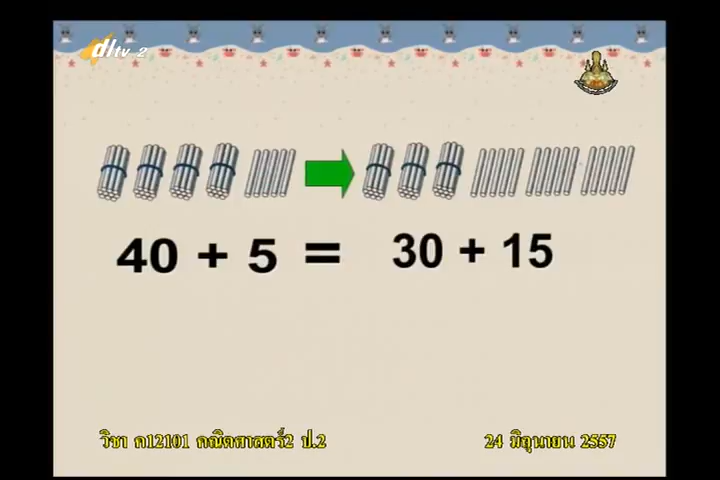 dltv 2
40 + 5 = 30 + 15
วิชา ค12101 คณิตศาสตร์2 ป.2
24 มิถุนายน 2557